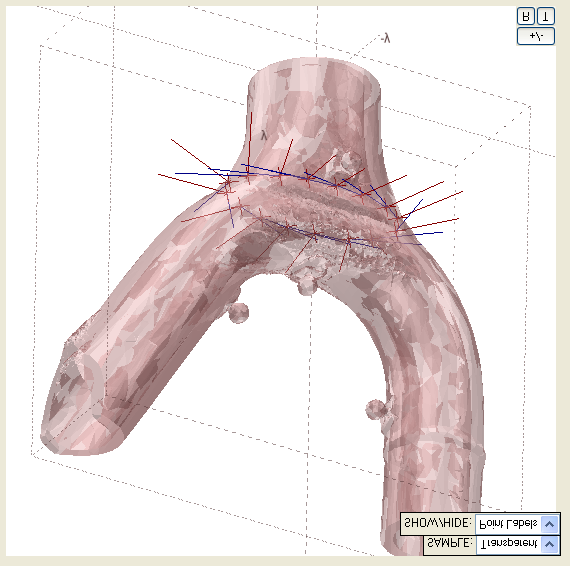 R T
+/-
-Y
Y
SHOW/HIDE: Point Labels
SAMPLE: Transparent